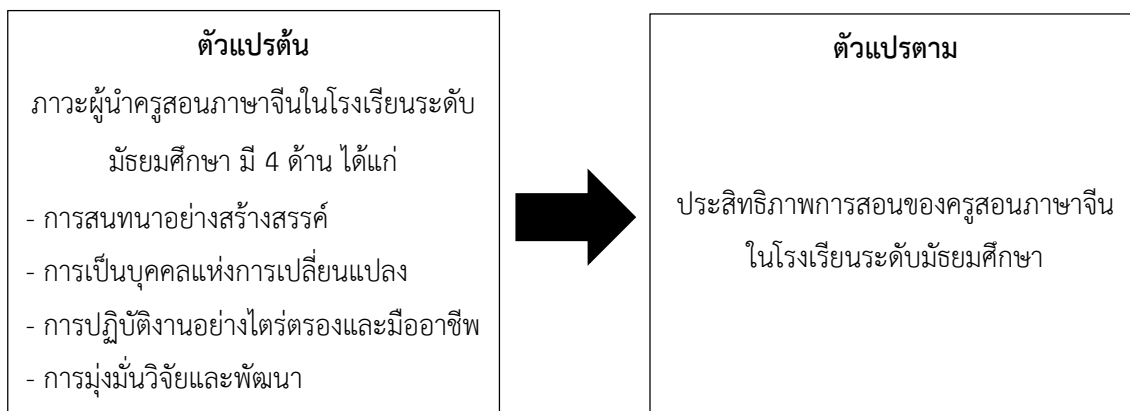 ตัวแปรต้น
ภาวะผู้นำครูสอนภาษาจีนในโรงเรียนระดับ
มัธยมศึกษา มี 4 ด้าน ได้แก่
- การสนทนาอย่างสร้างสรรค์
- การเป็นบุคคลแห่งการเปลี่ยนแปลง
- การปฏิบัติงานอย่างไตร่ตรองและมืออาชีพ
- การมุ่งมั่นวิจัยและพัฒนา
ตัวแปรตาม
ประสิทธิภาพการสอนของครูสอนภาษาจีน
ในโรงเรียนระดับมัธยมศึกษา